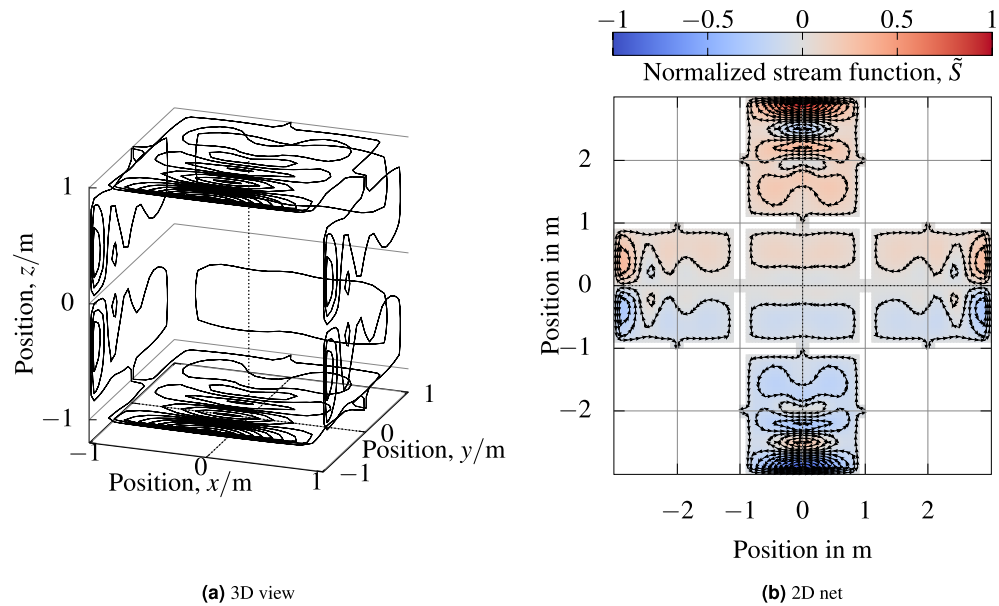 −1 −0.5 0 0.5 1
Normalized stream function, S̃
1
0
−1
Position, z/m
−1
0
1
Position, x/m
−1
0
1
Position, y/m
2
1
0
−1
−2
Position in m
−2 −1 0 1 2
Position in m
(a) 3D view
(b) 2D net